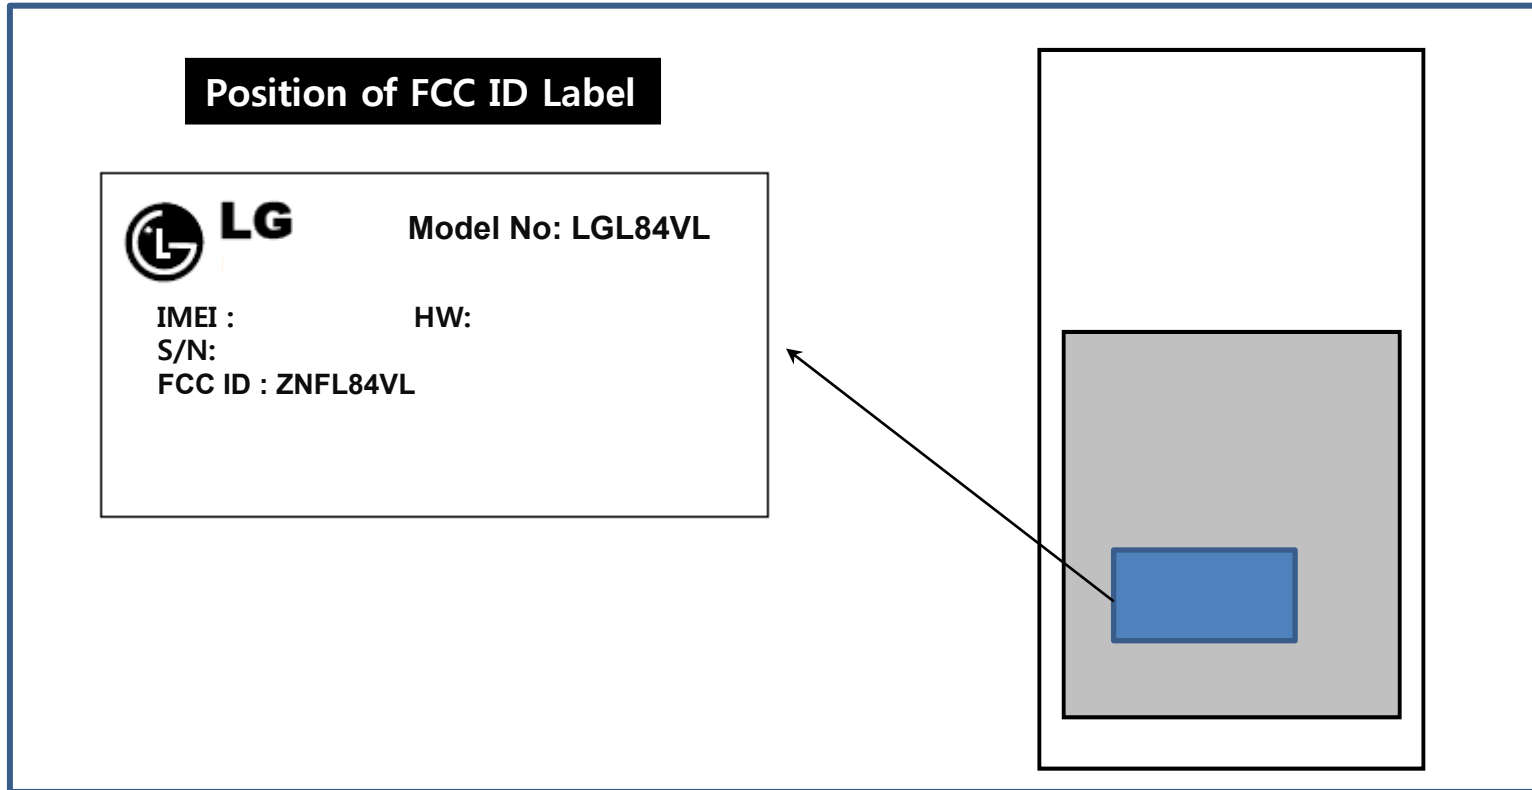 Position of FCC ID Label
LG
Model No: LGL84VL
IMEI :
HW:
S/N:
FCC ID : ZNFL84VL